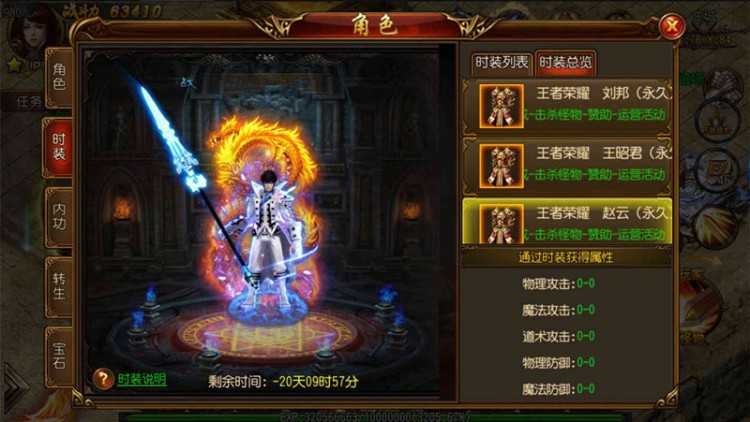 战斗力 63410
角色
角色
时装
内功
转生
宝石
任务
时装列表
时装总览
王者荣耀 刘邦（永久
击杀怪物-赞助-运营活动
王者荣耀 王昭君（永
击杀怪物-赞助-运营活动
王者荣耀 赵云（永久
-击杀怪物-赞助-运营活动
通过时装获得属性
物理攻击:0-0
魔法攻击:0-0
道术攻击:0-0
物理防御:0-0
魔法防御:0-0
? 时装说明
剩余时间: -20天09时57分